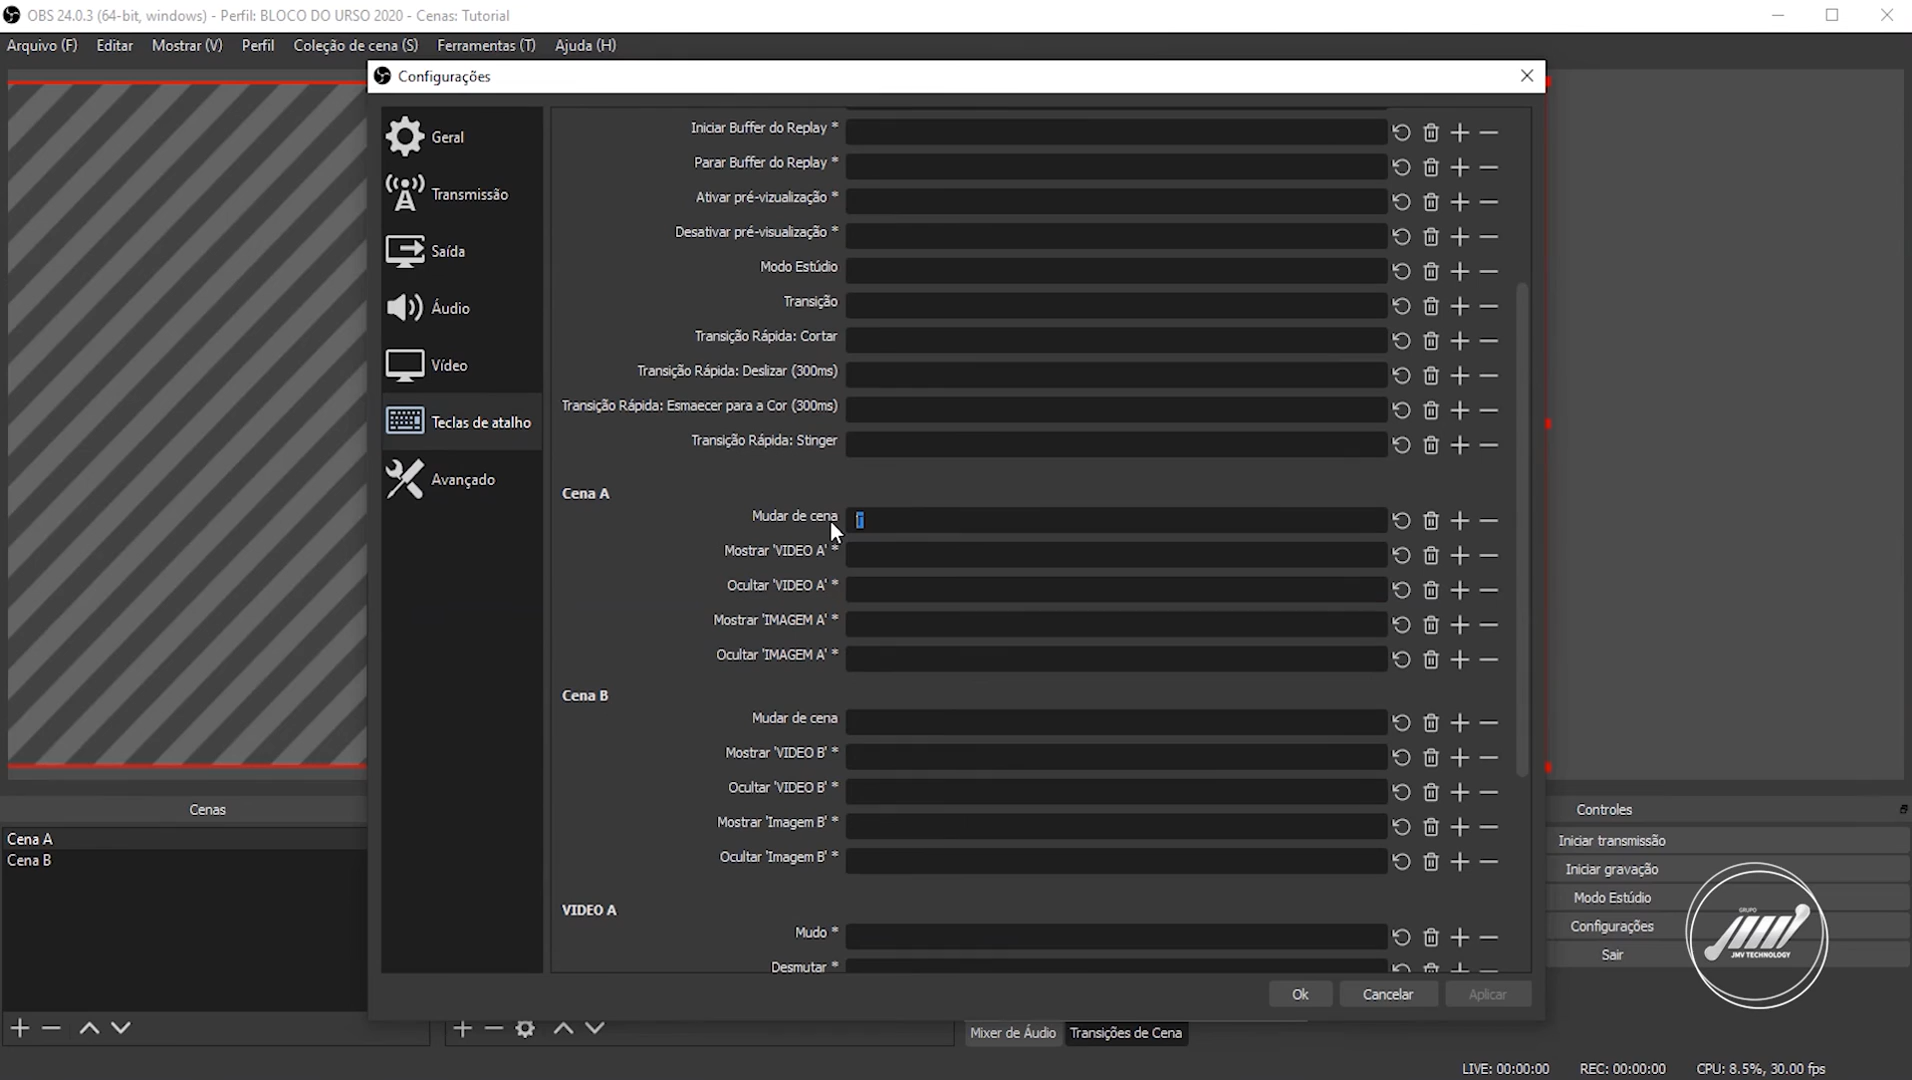 OBS 24.0.3 (64-bit, windows) - Perfil: BLOCO DO URSO 2020 - Cenas: Tutorial
Arquivo (F) Editar Mostrar (V) Perfil Coleção de cena (S) Ferramentas (T) Ajuda (H)
Configurações
Geral
Transmissão
Saída
Áudio
Vídeo
Teclas de atalho
Avançado
Iniciar Buffer do Replay *
Parar Buffer do Replay *
Ativar pré-vizualização *
Desativar pré-visualização *
Modo Estúdio
Transição
Transição Rápida: Cortar
Transição Rápida: Deslizar (300ms)
Transição Rápida: Esmaecer para a Cor (300ms)
Transição Rápida: Stinger
Cena A
Mudar de cena
Mostrar 'VIDEO A' *
Ocultar 'VIDEO A' *
Mostrar 'IMAGEM A' *
Ocultar 'IMAGEM A' *
Cena B
Mudar de cena
Mostrar 'VIDEO B' *
Ocultar 'VIDEO B' *
Mostrar 'Imagem B' *
Ocultar 'Imagem B' *
VIDEO A
Mudo *
Desmutar *
Ok Cancelar Aplicar
Cenas
Cena A
Cena B
Mixer de Áudio Transições de Cena
Controles
Iniciar transmissão
Iniciar gravação
Modo Estúdio
Configurações
Sair
GRUPO
JMV TECHNOLOGY
LIVE: 00:00:00 REC: 00:00:00 CPU: 8.5%, 30.00 fps